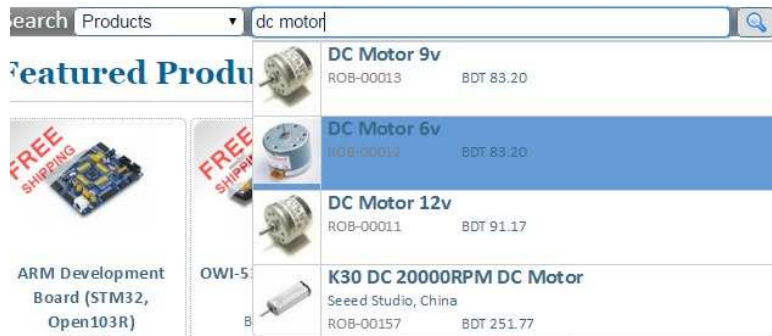 Search Products dc motor
Featured Produ
DC Motor 9v
ROB-00013 BDT 83.20
DC Motor 6v
BDT 83.20
DC Motor 12v
ROB-00011 BDT 91.17
K30 DC 20000RPM DC Motor
Seeed Studio, China
ROB-00157 BDT 251.77
FREE
SHIPPING
ARM Development
Board (STM32,
Open103R)
FREE
SHIPP
OWI-5
B